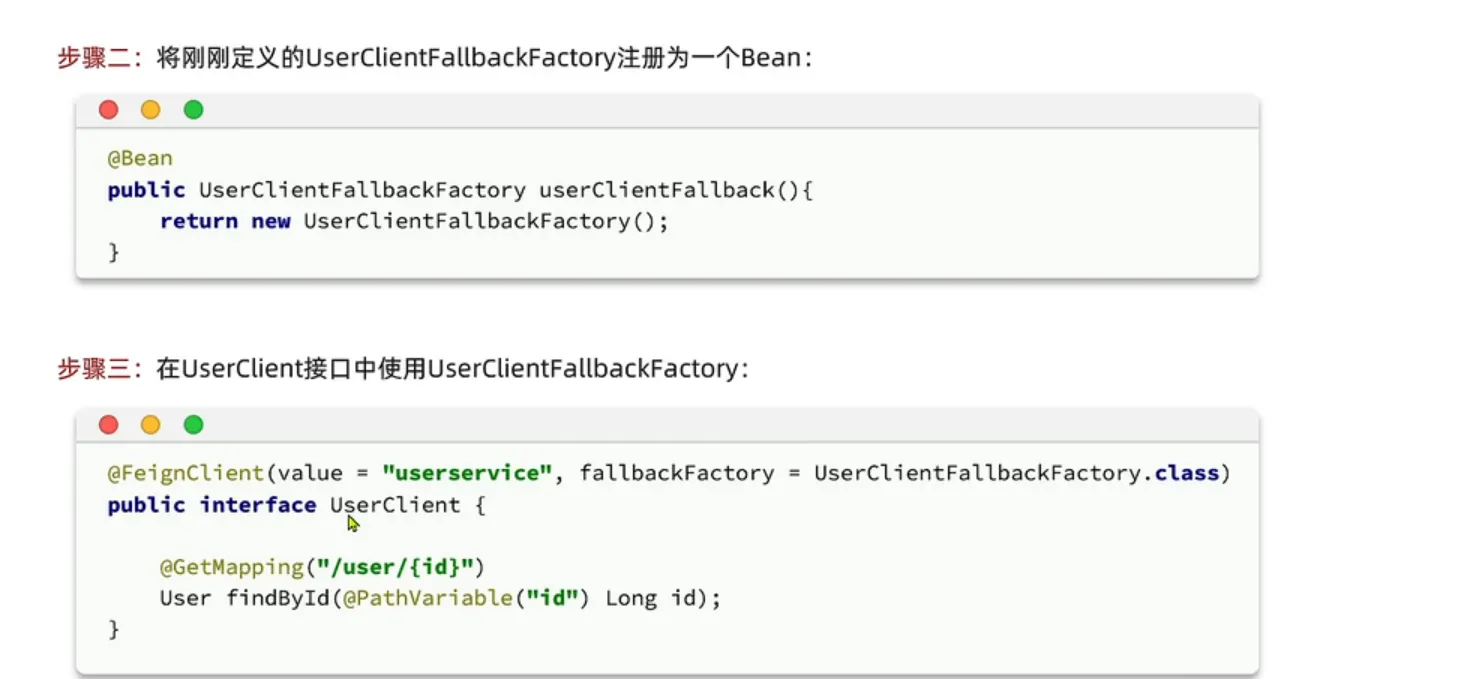 步骤二：将刚刚定义的UserClientFallbackFactory注册为一个Bean：
@Bean
public UserClientFallbackFactory userClientFallback(){
    return new UserClientFallbackFactory();
}
步骤三：在UserClient接口中使用UserClientFallbackFactory：
@FeignClient(value = "userservice", fallbackFactory = UserClientFallbackFactory.class)
public interface UserClient {
    @GetMapping("/user/{id}")
    User findById(@PathVariable("id") Long id);
}